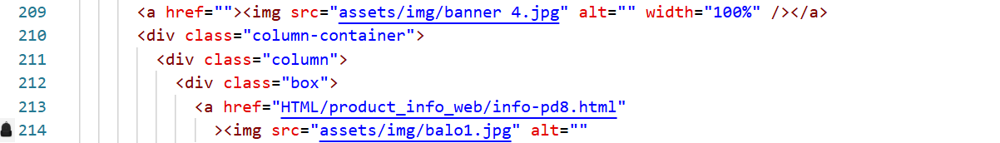 209 <a href=""><img src="assets/img/banner 4.jpg" alt="" width="100%" /></a>
210 <div class="column-container">
211 <div class="column">
212 <div class="box">
213 <a href="HTML/product_info_web/info-pd8.html"
214 ><img src="assets/img/balo1.jpg" alt=""